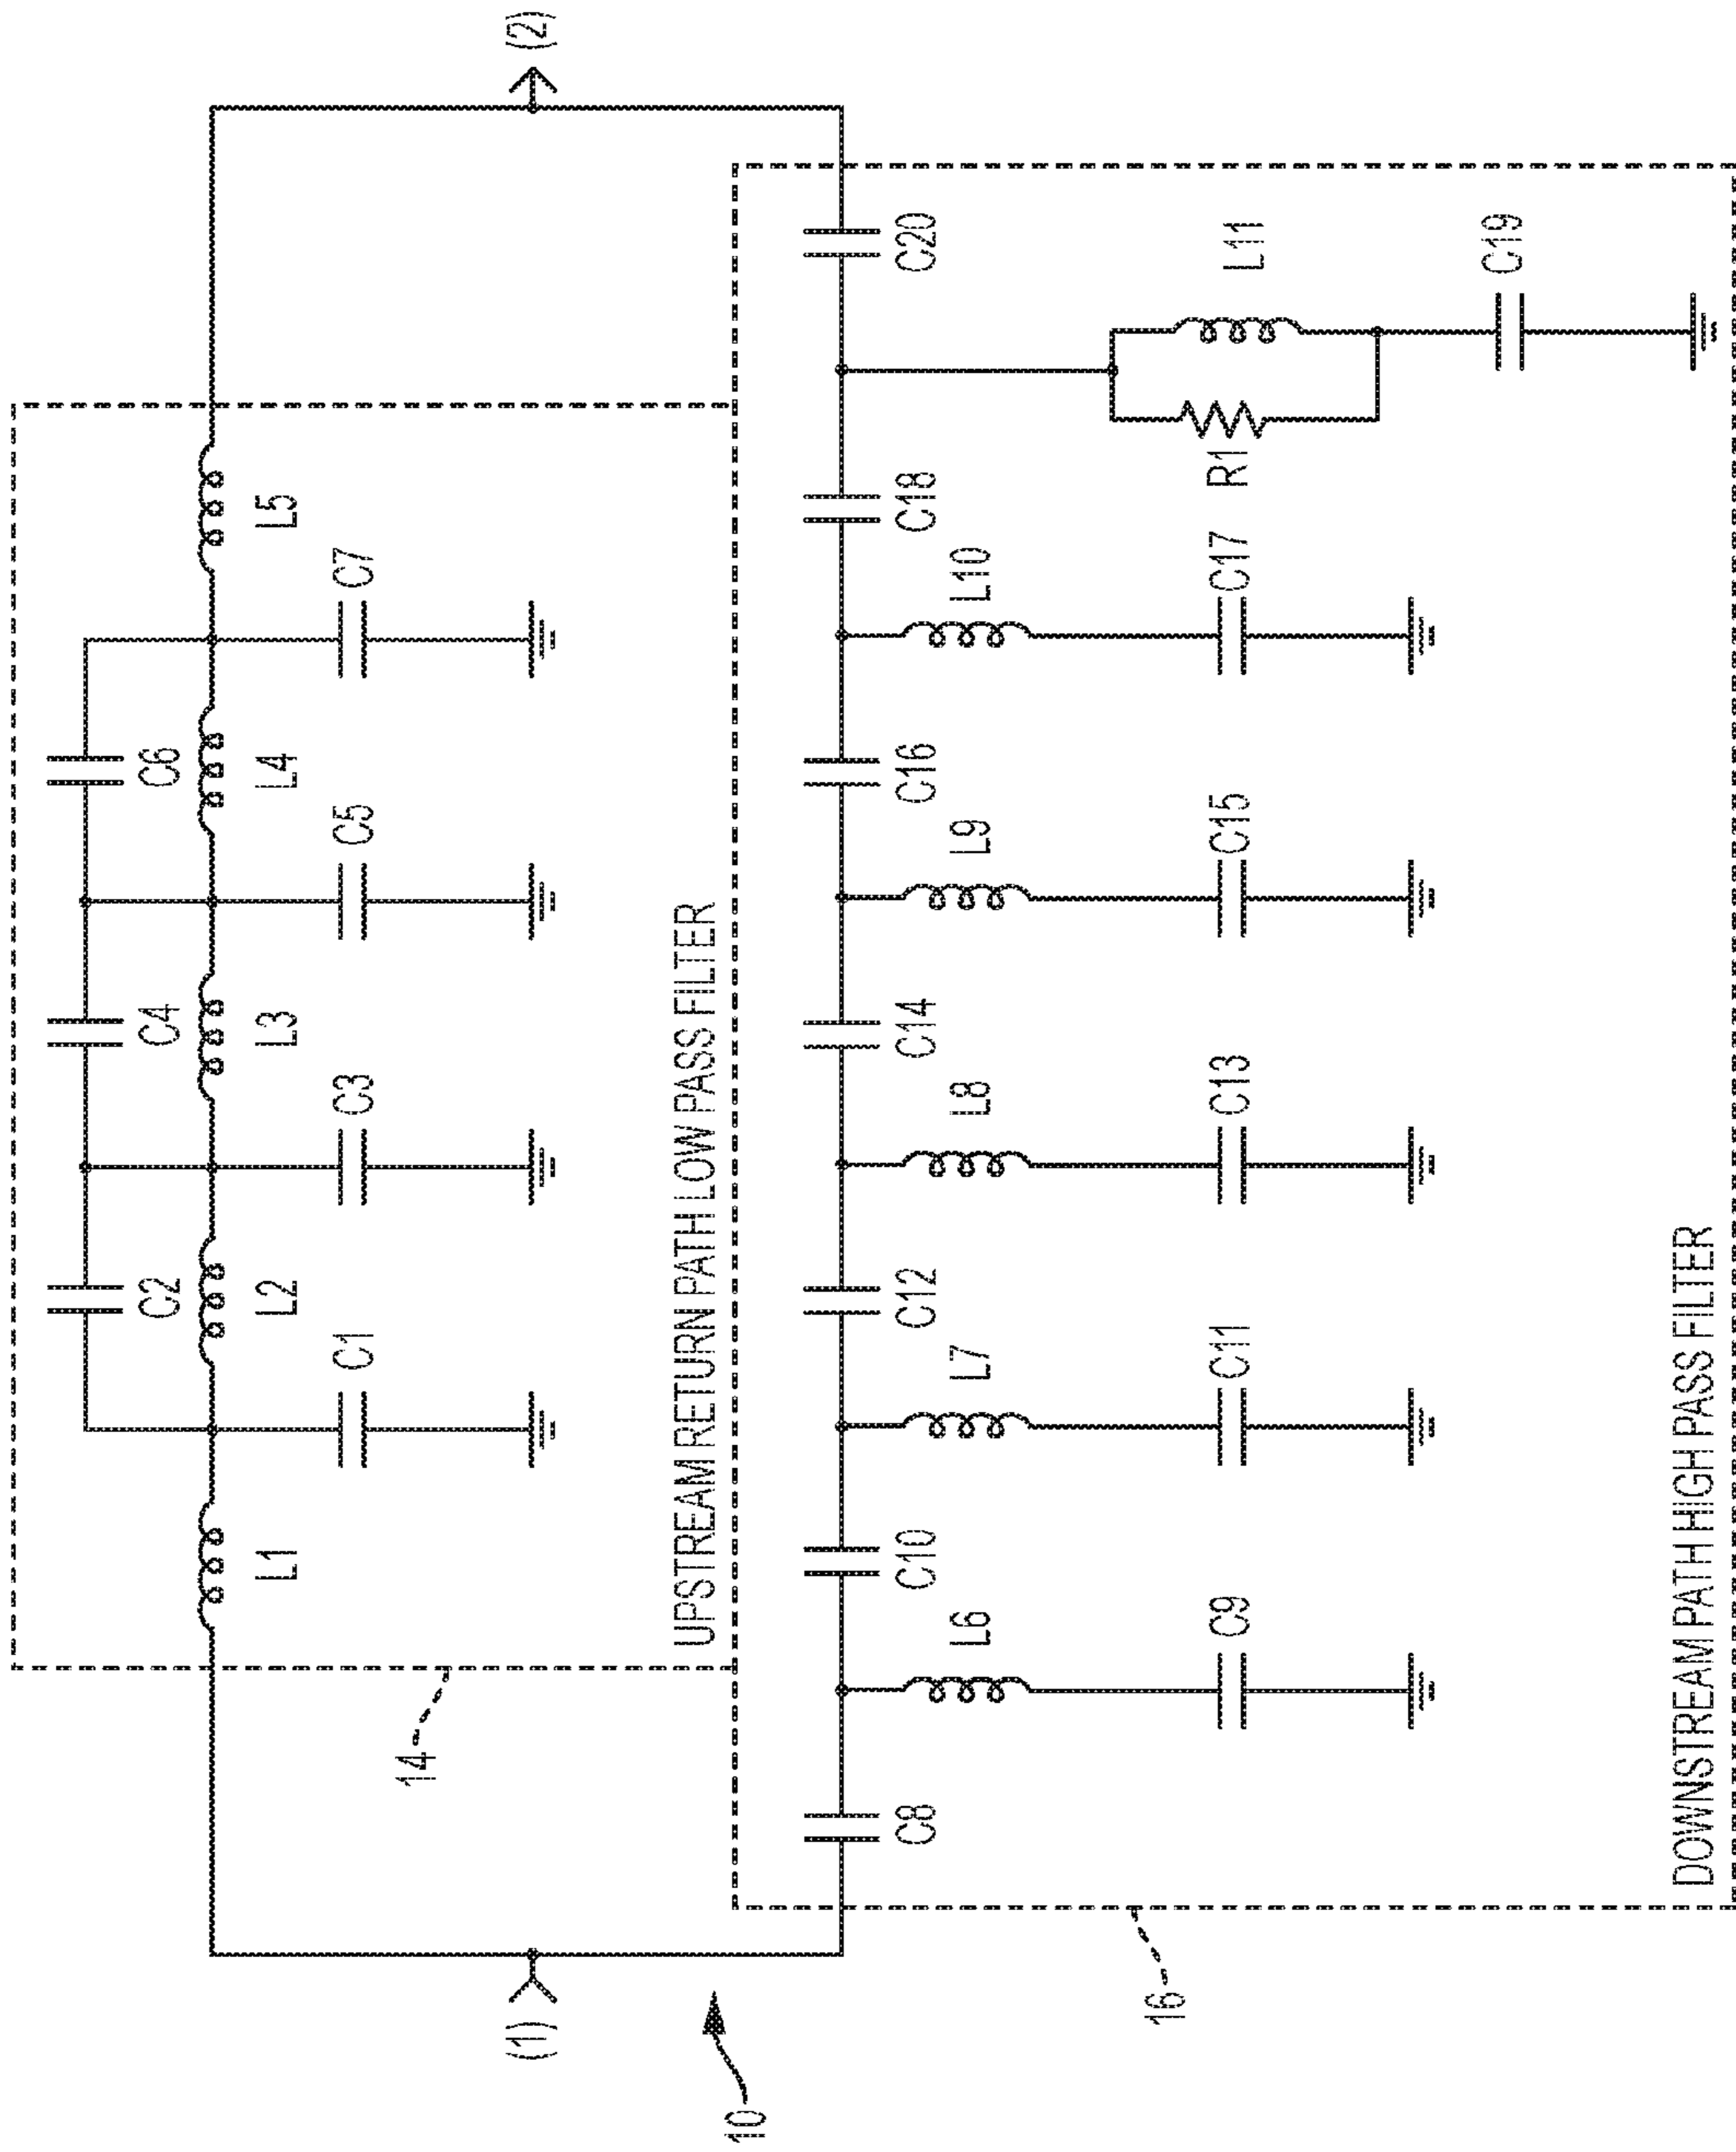 (1)
(2)
10
14
C2
C4
C6
L1
L2
L3
L4
L5
C1
C3
C5
C7
UPSTREAM RETURN PATH LOW PASS FILTER
16
C8
C10
C12
C14
C16
C18
C20
L6
L7
L8
L9
L10
R1
L11
C9
C11
C13
C15
C17
C19
DOWNSTREAM PATH HIGH PASS FILTER